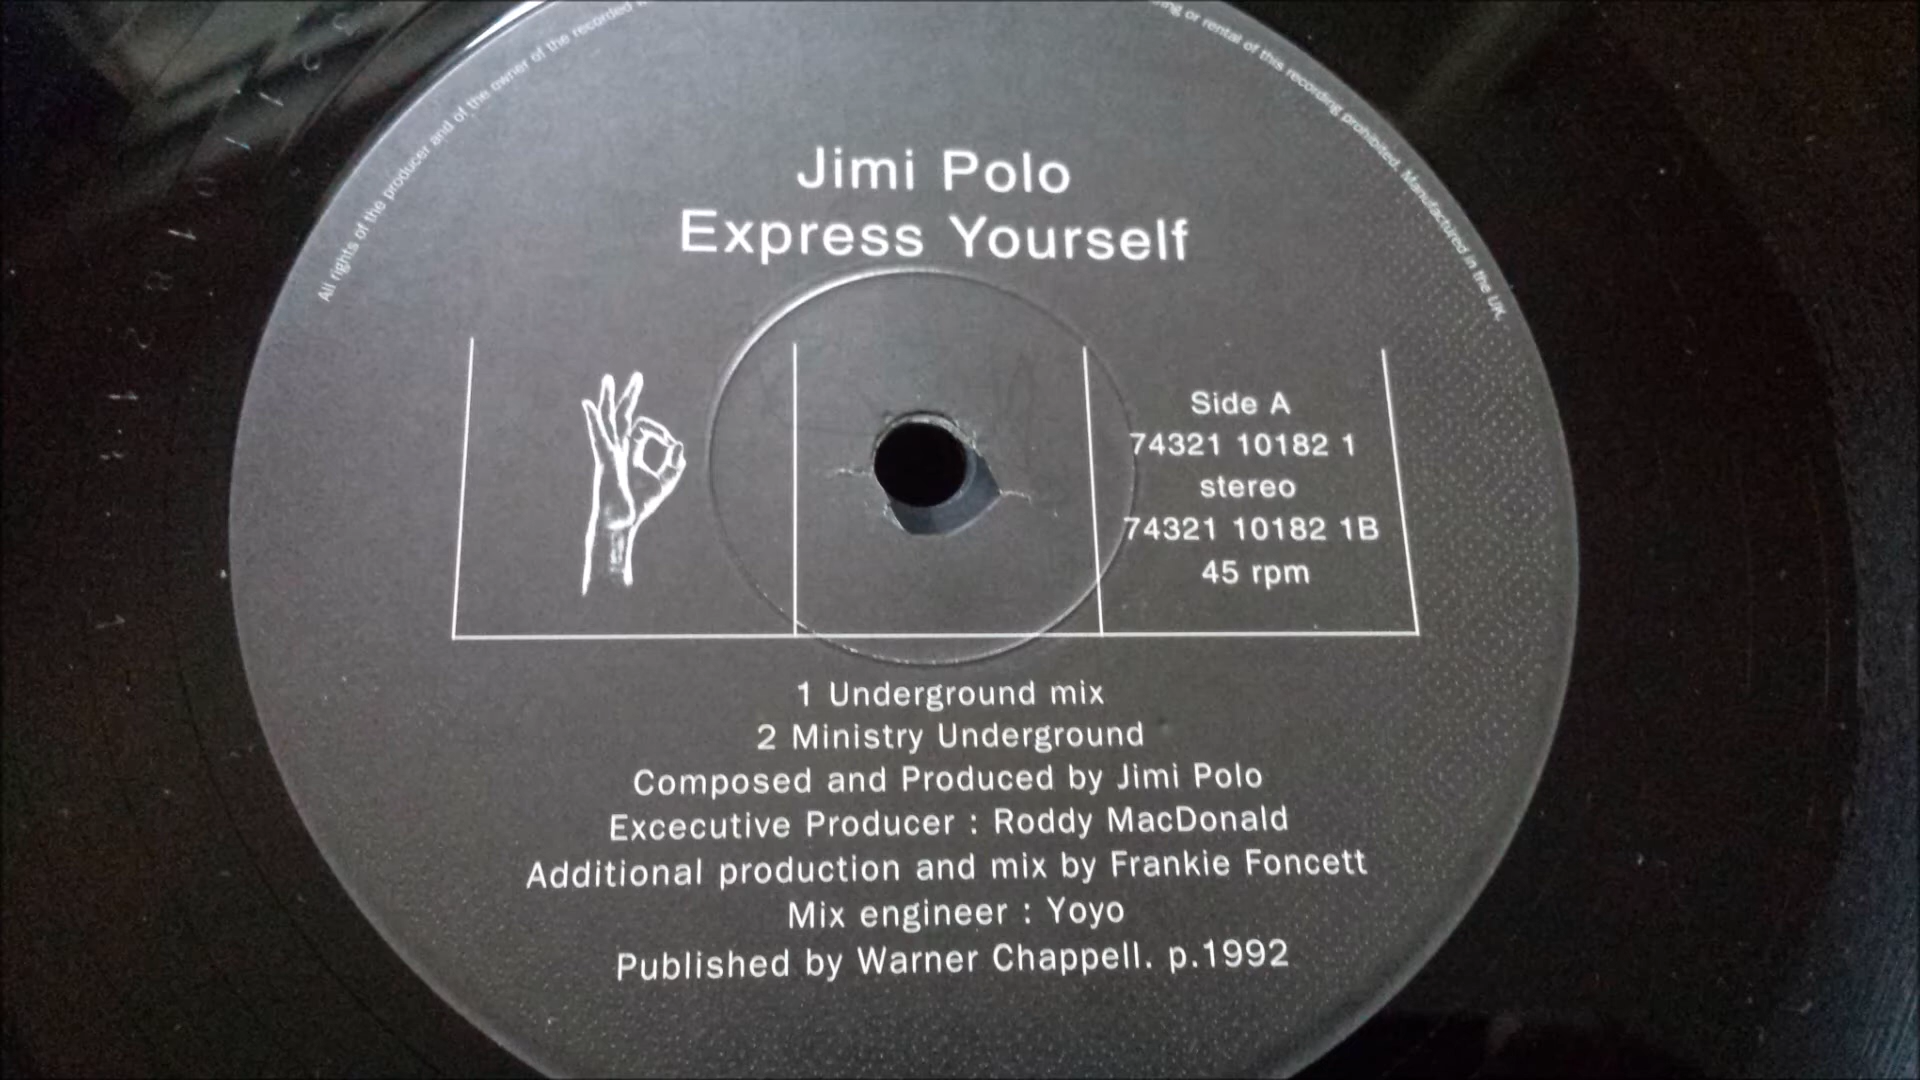 All rights of the producer and of the owner of the recorded
or rental of this recording prohibited. Manufactured in the UK.
Jimi Polo
Express Yourself
Side A
74321 10182 1
stereo
74321 10182 1B
45 rpm
1 Underground mix
2 Ministry Underground
Composed and Produced by Jimi Polo
Excecutive Producer : Roddy MacDonald
Additional production and mix by Frankie Foncett
Mix engineer : Yoyo
Published by Warner Chappell. p.1992